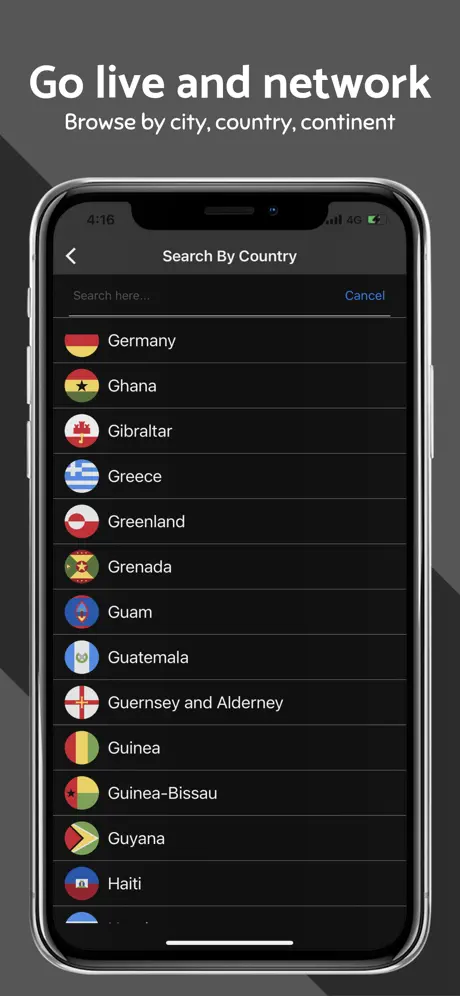 Go live and network
Browse by city, country, continent
4:16
4G
Search By Country
Search here...
Cancel
Germany
Ghana
Gibraltar
Greece
Greenland
Grenada
Guam
Guatemala
Guernsey and Alderney
Guinea
Guinea-Bissau
Guyana
Haiti